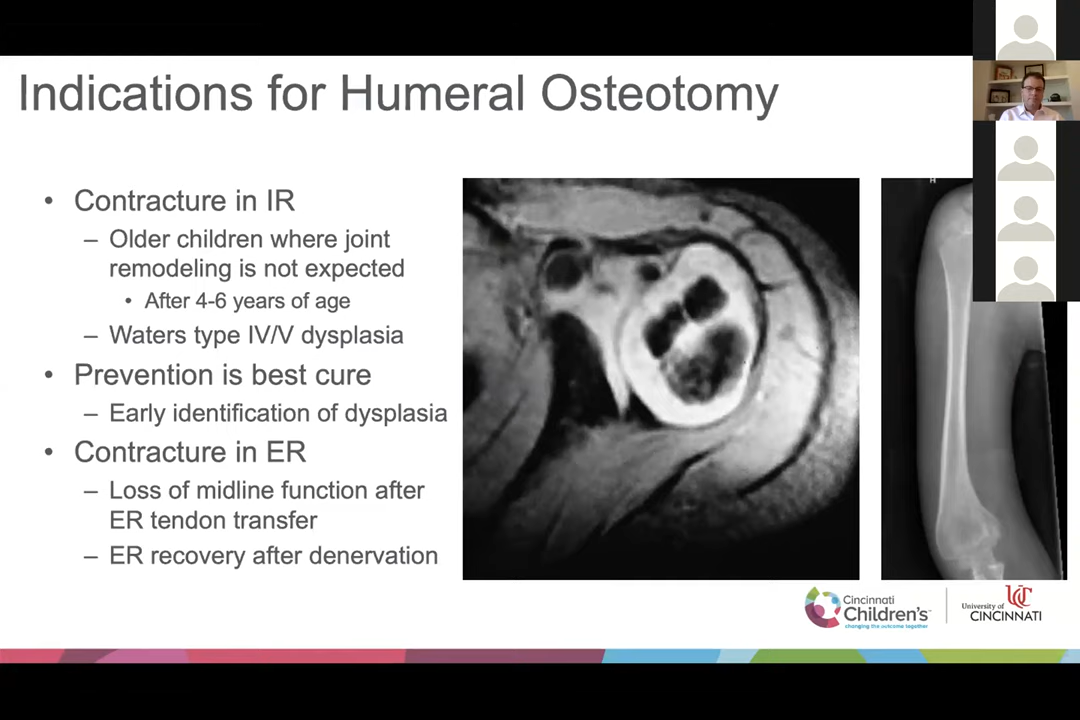 Indications for Humeral Osteotomy
• Contracture in IR
– Older children where joint
remodeling is not expected
• After 4-6 years of age
– Waters type IV/V dysplasia
• Prevention is best cure
– Early identification of dysplasia
• Contracture in ER
– Loss of midline function after
ER tendon transfer
– ER recovery after denervation
H
Cincinnati
Children's™
changing the outcome together
UC
University of
CINCINNATI